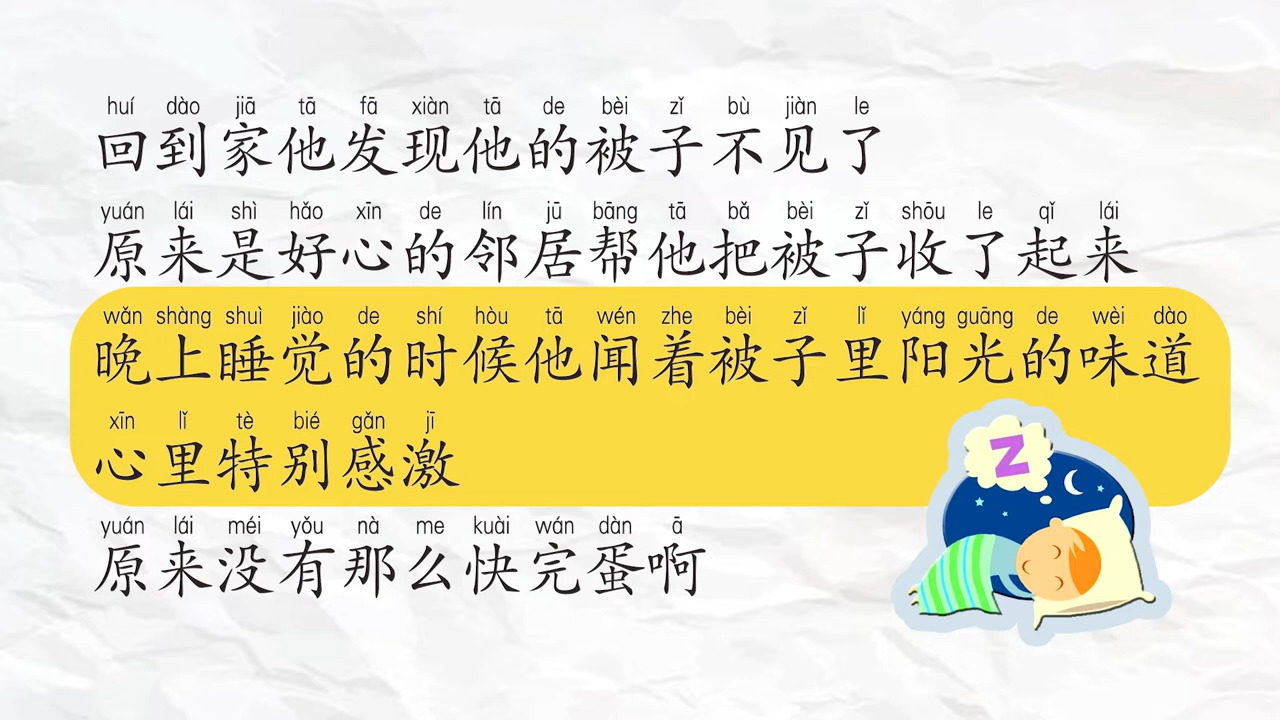 huí dào jiā tā fā xiàn tā de bèi zǐ bù jiàn le
回到家他发现他的被子不见了
yuán lái shì hǎo xīn de lín jū bāng tā bǎ bèi zǐ shōu le qǐ lái
原来是好心的邻居帮他把被子收了起来
wǎn shàng shuì jiào de shí hòu tā wén zhe bèi zǐ lǐ yáng guāng de wèi dào
晚上睡觉的时候他闻着被子里阳光的味道
xīn lǐ tè bié gǎn jī
心里特别感激
yuán lái méi yǒu nà me kuài wán dàn ā
原来没有那么快完蛋啊
Z